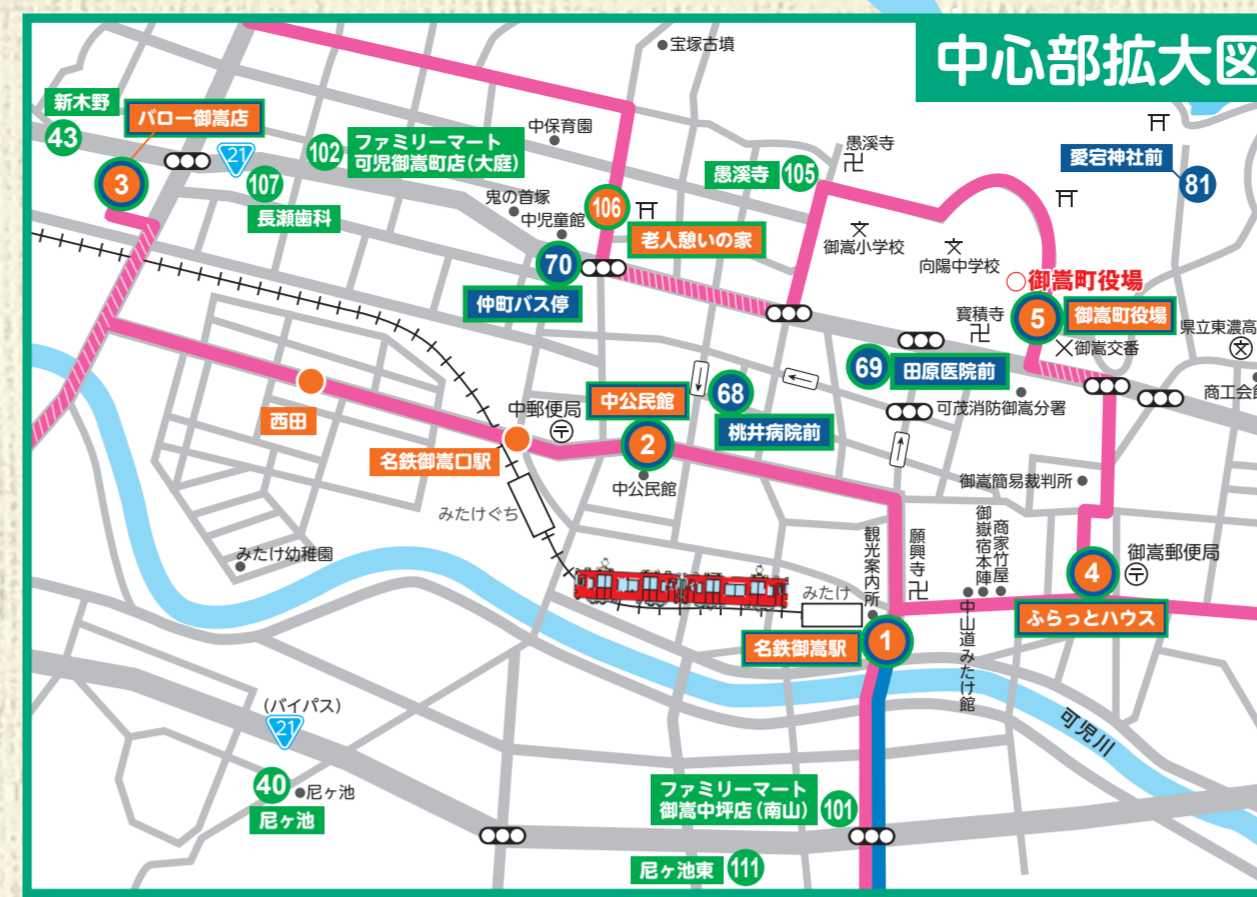 中心部拡大図
宝塚古墳
新木野
43
バロー御嵩店
3
21
107
長瀬歯科
102
ファミリーマート
可児御嵩町店(大庭)
中保育園
鬼の首塚
中児童館
106
老人憩いの家
70
仲町バス停
愚溪寺
105
愚溪寺
御嵩小学校
向陽中学校
愛宕神社前
81
○御嵩町役場
5
御嵩町役場
寳積寺
御嵩交番
県立東濃高
商工会館
69
田原医院前
可茂消防御嵩分署
68
桃井病院前
中公民館
2
中公民館
中郵便局
西田
名鉄御嵩口駅
みたけぐち
みたけ幼稚園
御嵩簡易裁判所
御嵩郵便局
4
ふらっとハウス
商家竹屋
御嶽宿本陣
中山道みたけ館
願興寺
観光案内所
みたけ
名鉄御嵩駅
1
可児川
(バイパス)
21
40
尼ヶ池
尼ヶ池
ファミリーマート
御嵩中坪店(南山)
101
尼ヶ池東
111